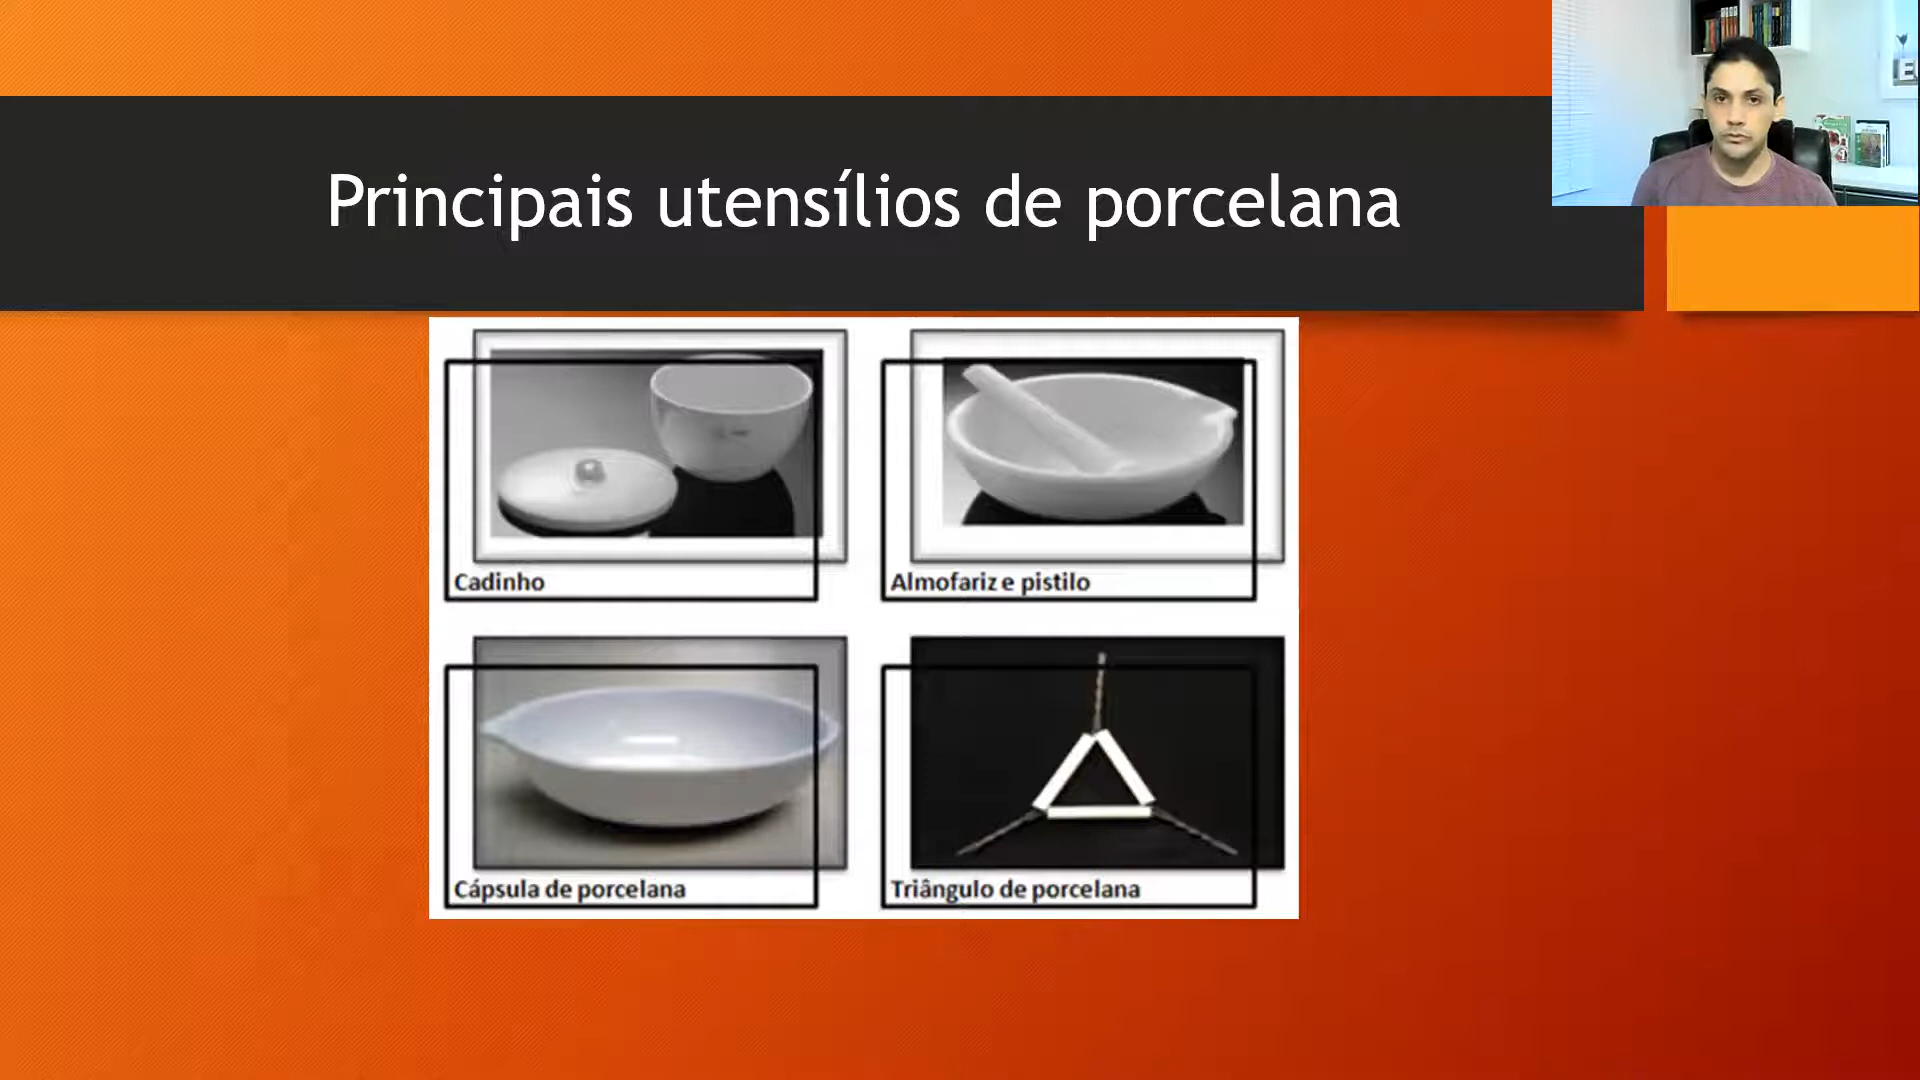 Principais utensílios de porcelana
Cadinho
Almofariz e pistilo
Cápsula de porcelana
Triângulo de porcelana